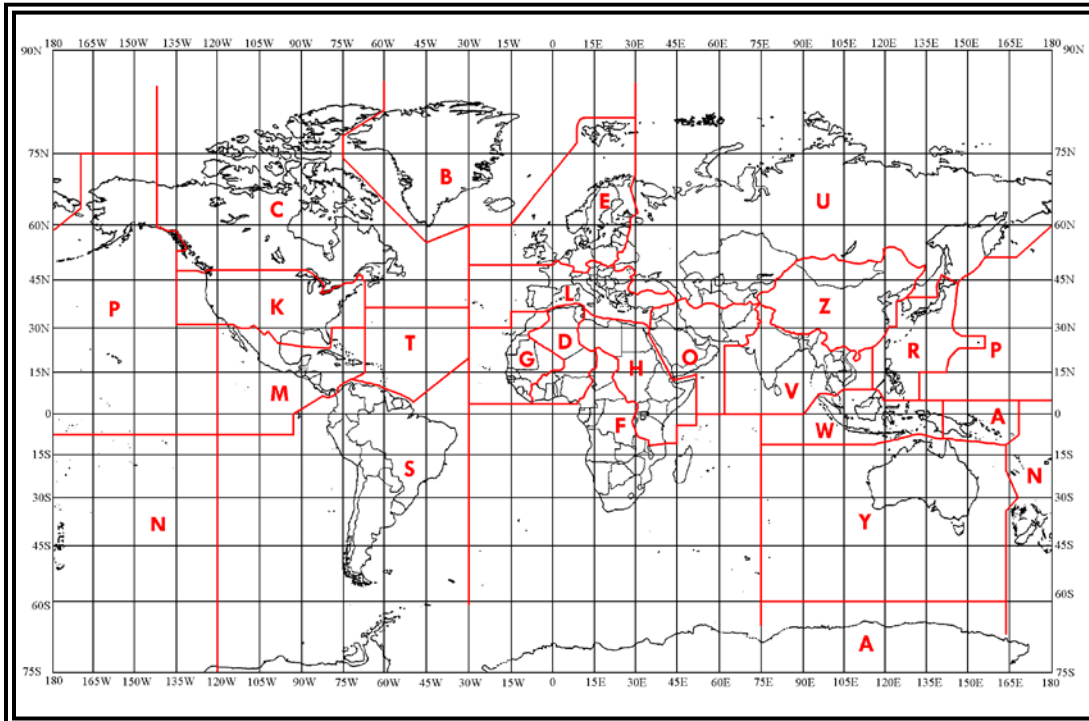 180 165W 150W 135W 120W 105W 90W 75W 60W 45W 30W 15W 0 15E 30E 45E 60E 75E 90E 105E 120E 135E 150E 165E 180
90N 90N
75N 75N
B
E U
C
60N 60N
45N 45N
L
P K Z
30N 30N
T D R P
G H O
15N 15N
M V
0 A 0
F W
15S 15S
S N
30S 30S
N Y
45S 45S
60S 60S
A
75S 75S
180 165W 150W 135W 120W 105W 90W 75W 60W 45W 30W 15W 0 15E 30E 45E 60E 75E 90E 105E 120E 135E 150E 165E 180